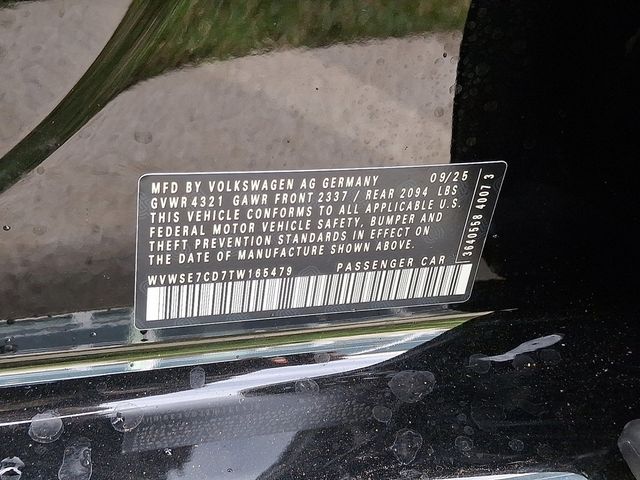 MFD BY VOLKSWAGEN AG GERMANY 09/25
GVWR 4321 GAWR FRONT 2337 / REAR 2094 LBS
THIS VEHICLE CONFORMS TO ALL APPLICABLE U.S.
FEDERAL MOTOR VEHICLE SAFETY, BUMPER AND
THEFT PREVENTION STANDARDS IN EFFECT ON
THE DATE OF MANUFACTURE SHOWN ABOVE.
WVWSE7CD7TW165479 PASSENGER CAR
3640558 4007 3